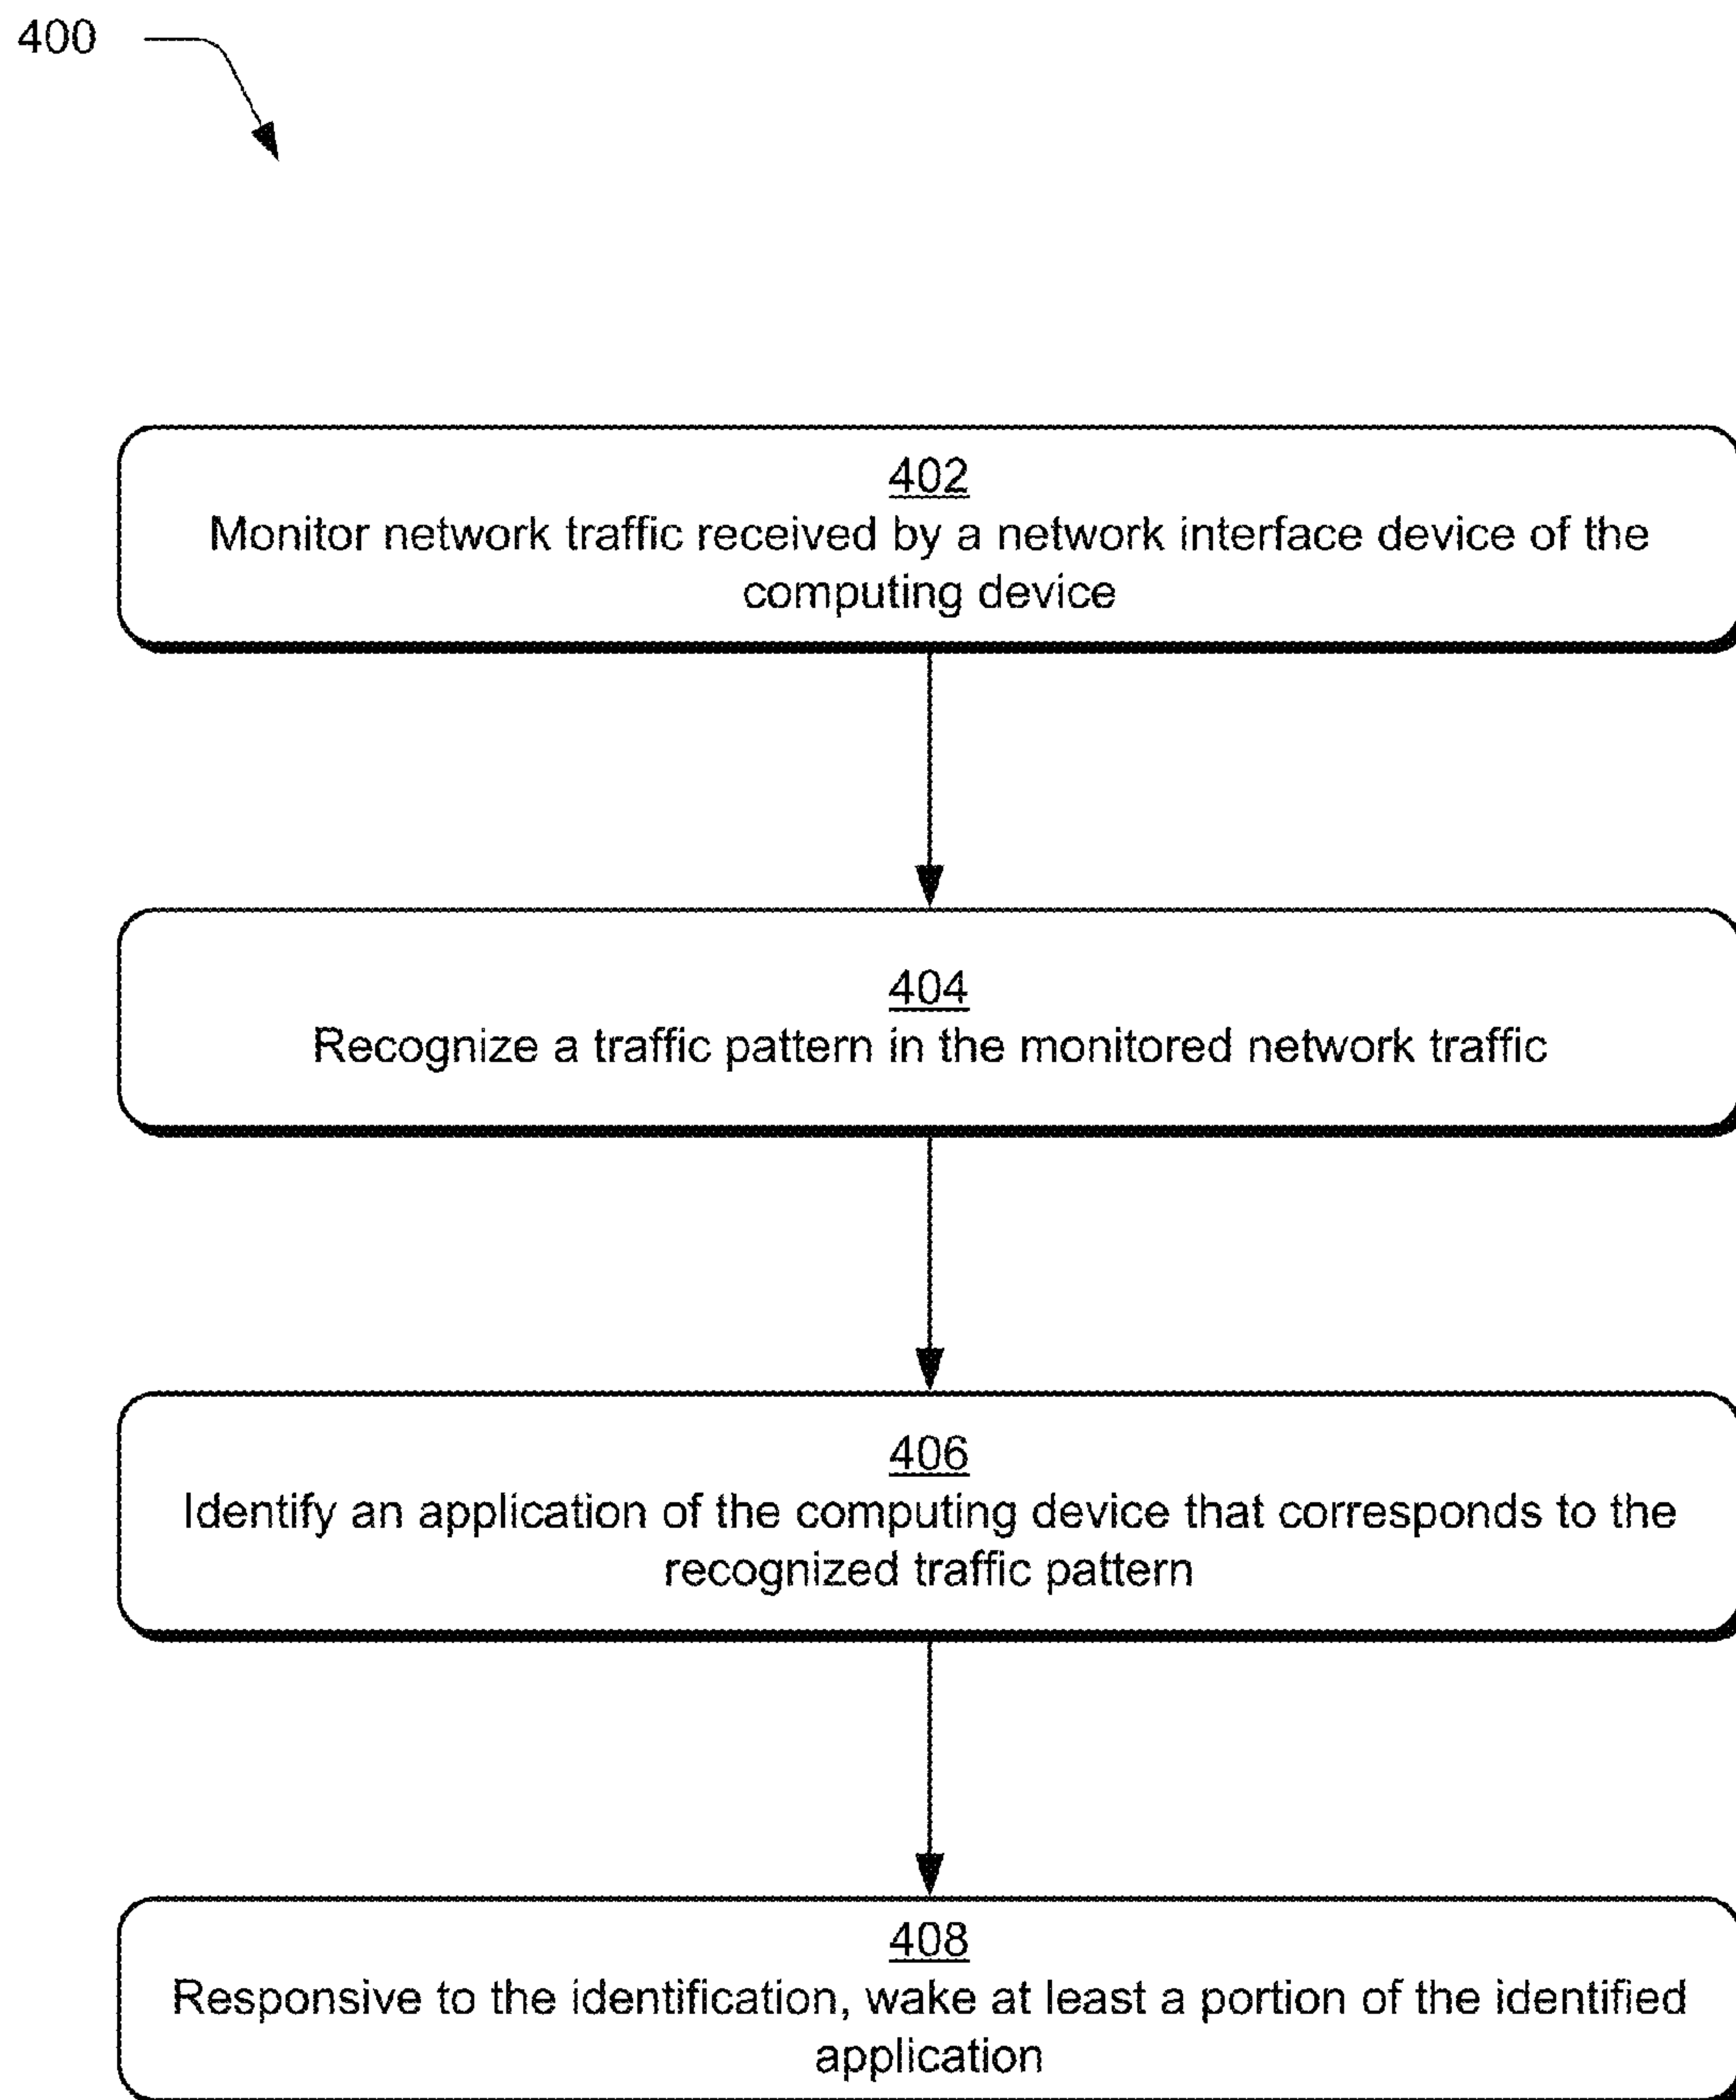 400
402
Monitor network traffic received by a network interface device of the
computing device
404
Recognize a traffic pattern in the monitored network traffic
406
Identify an application of the computing device that corresponds to the
recognized traffic pattern
408
Responsive to the identification, wake at least a portion of the identified
application